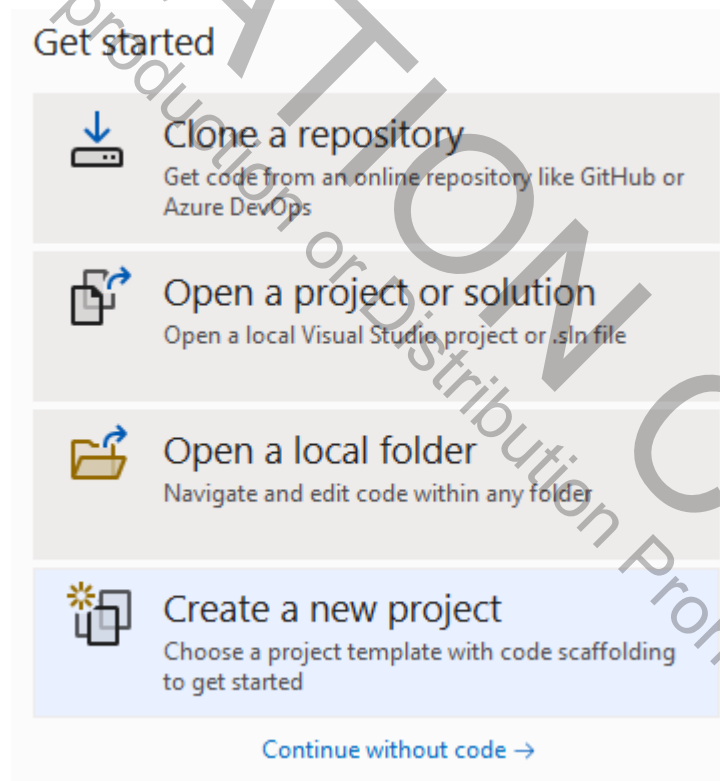 Get started
Clone a repository
Get code from an online repository like GitHub or
Azure DevOps
Open a project or solution
Open a local Visual Studio project or .sln file
Open a local folder
Navigate and edit code within any folder
Create a new project
Choose a project template with code scaffolding
to get started
Continue without code →
ATION C
production or Distribution Proh